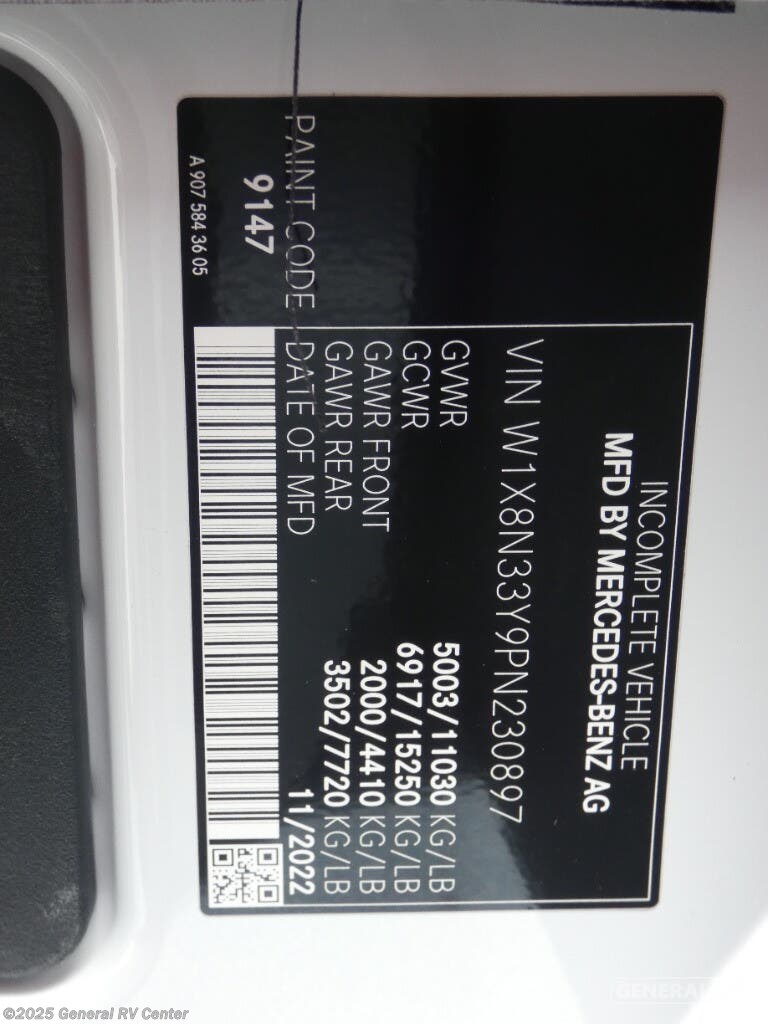 INCOMPLETE VEHICLE
MFD BY MERCEDES-BENZ AG
VIN W1X8N33Y9PN230897
GVWR 5003/11030 KG/LB
GCWR 6917/15250 KG/LB
GAWR FRONT 2000/4410 KG/LB
GAWR REAR 3502/7720 KG/LB
DATE OF MFD 11/2022
PAINT CODE
9147
A 907 584 36 05
©2025 General RV Center
GENERAL